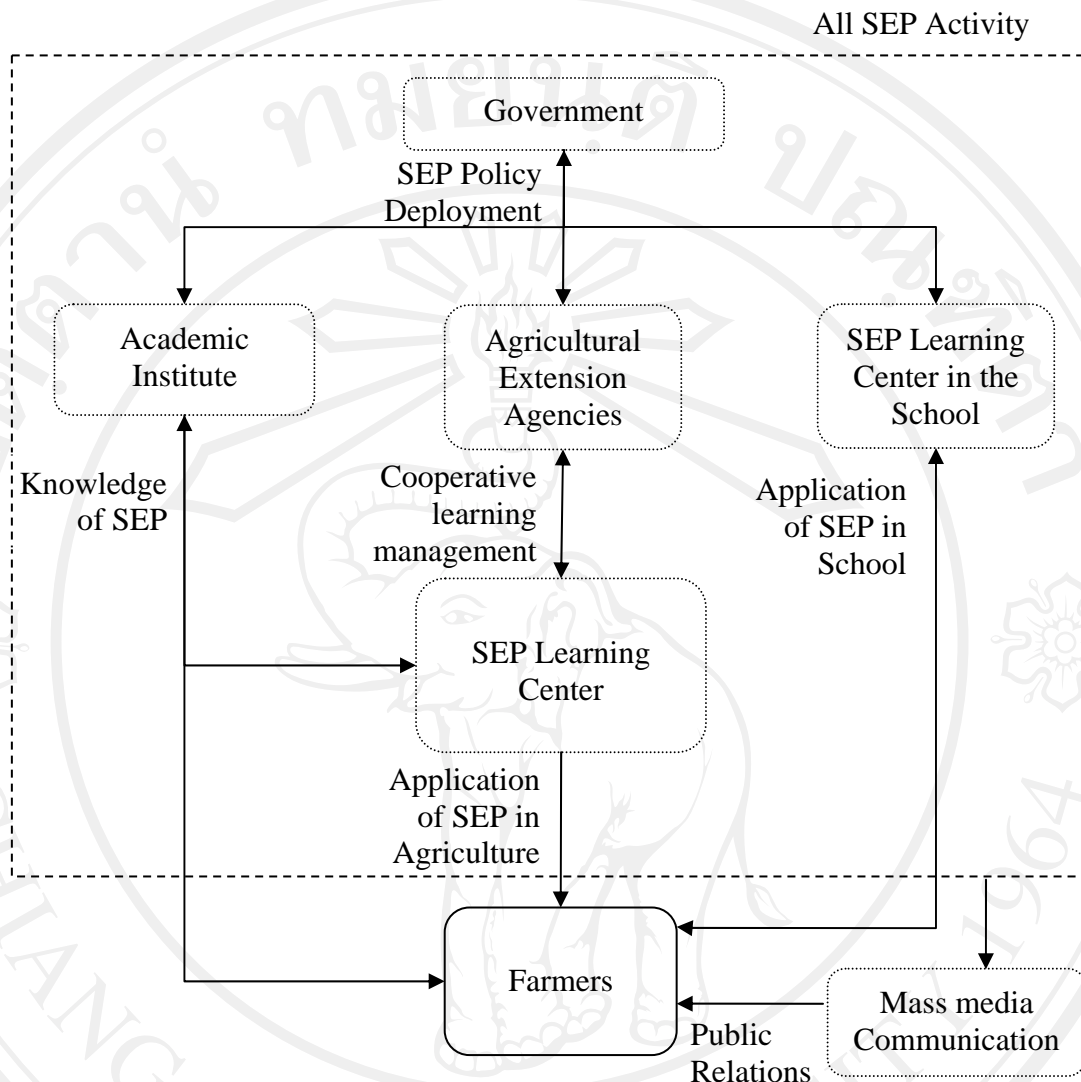 All SEP Activity
Government
SEP Policy
Deployment
Academic
Institute
Agricultural
Extension
Agencies
SEP Learning
Center in the
School
Knowledge
of SEP
Cooperative
learning
management
Application
of SEP in
School
SEP Learning
Center
Application
of SEP in
Agriculture
Farmers
Mass media
Communication
Public
Relations
1964